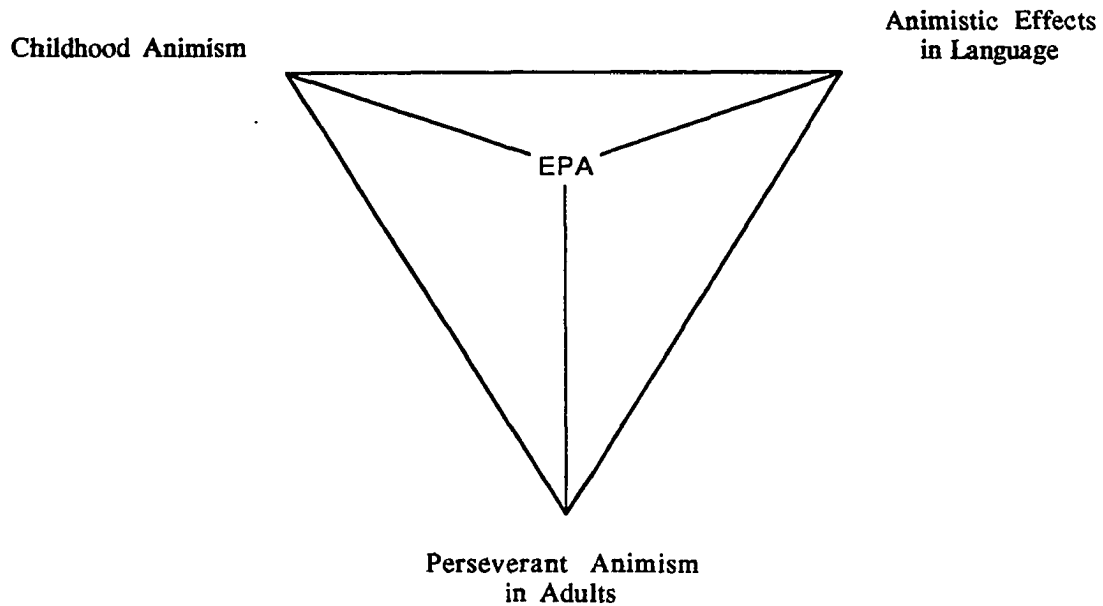 Childhood Animism
Animistic Effects
in Language
EPA
Perseverant Animism
in Adults